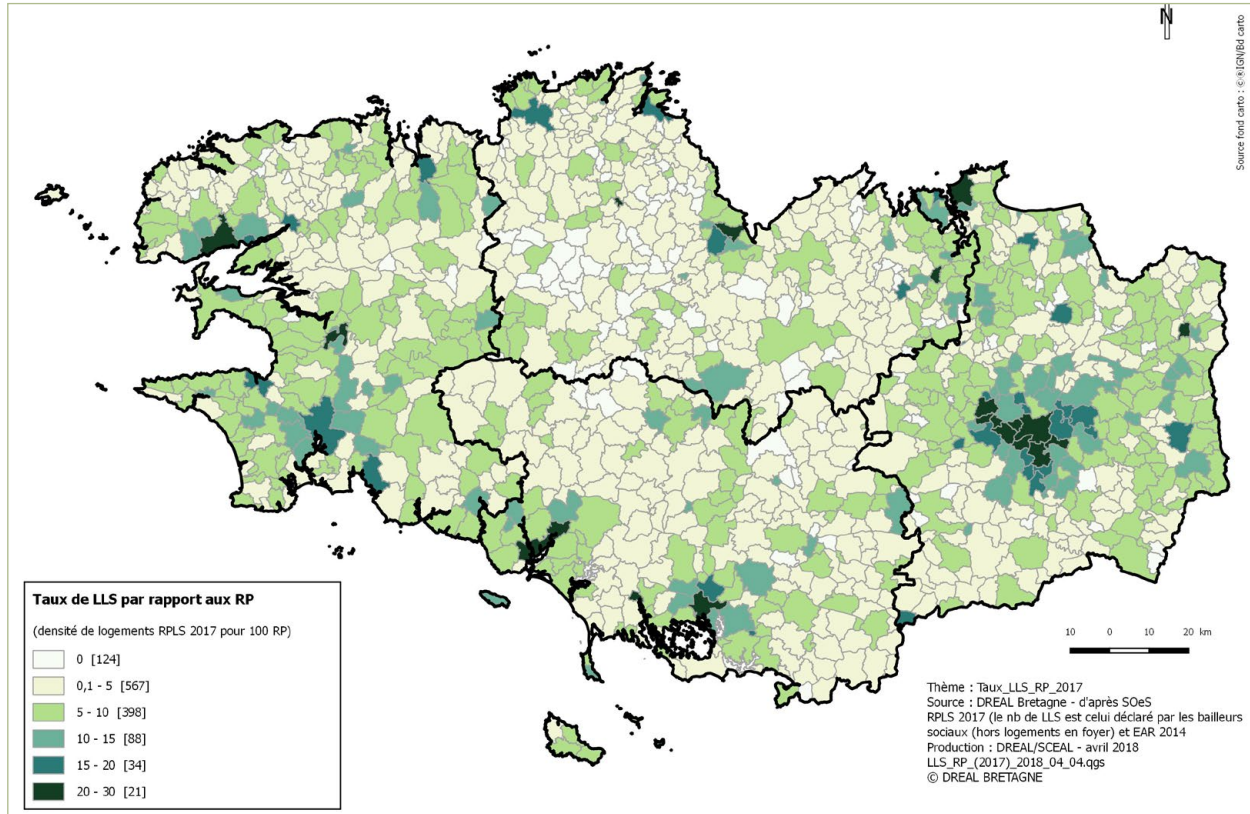 N
Source fond carto : ©®IGN/Bd carto
Taux de LLS par rapport aux RP
(densité de logements RPLS 2017 pour 100 RP)
0 [124]
0,1 - 5 [567]
5 - 10 [398]
10 - 15 [88]
15 - 20 [34]
20 - 30 [21]
10 0 10 20 km
Thème : Taux_LLS_RP_2017
Source : DREAL Bretagne - d'après SOeS
RPLS 2017 (le nb de LLS est celui déclaré par les bailleurs
sociaux (hors logements en foyer) et EAR 2014
Production : DREAL/SCEAL - avril 2018
LLS_RP_(2017)_2018_04_04.qgs
© DREAL BRETAGNE